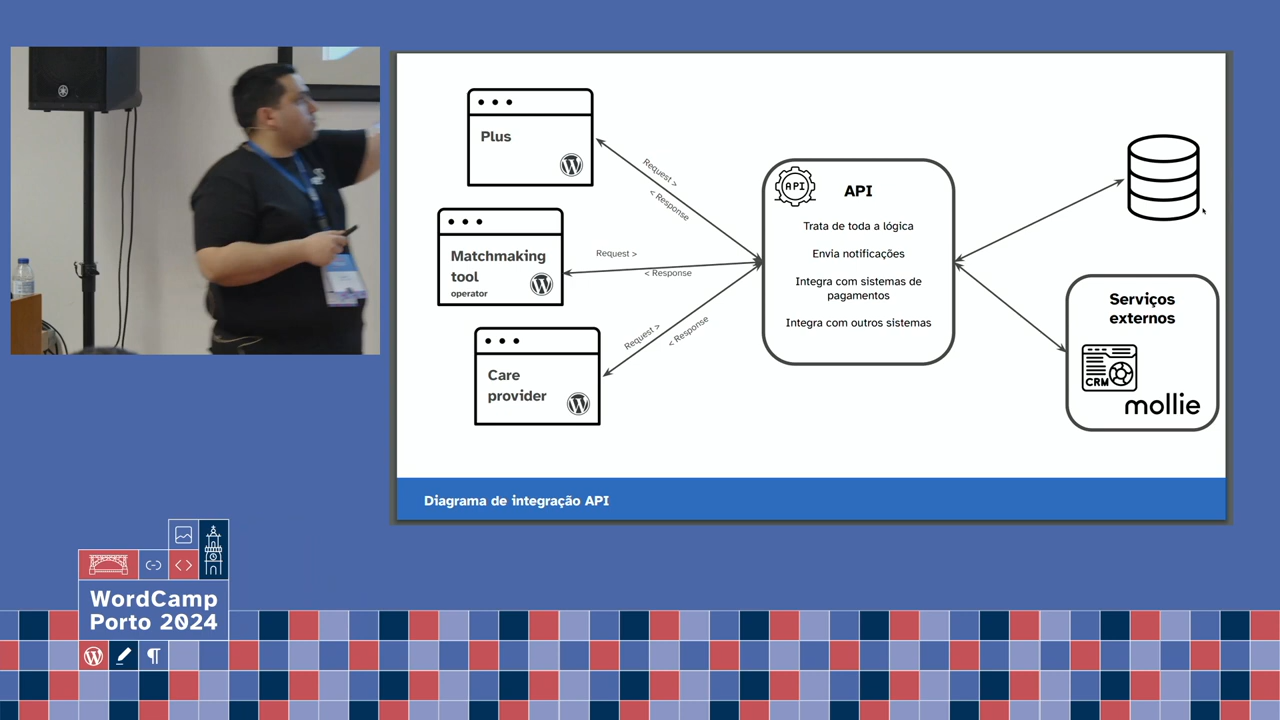 Plus
Matchmaking
tool
operator
Care
provider
Request >
< Response
Request >
< Response
Request >
< Response
API
API
Trata de toda a lógica
Envia notificações
Integra com sistemas de
pagamentos
Integra com outros sistemas
Serviços
externos
CRM
mollie
Diagrama de integração API
WordCamp
Porto 2024